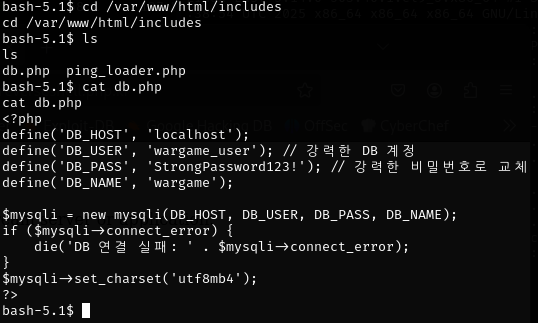 bash-5.1$ cd /var/www/html/includes
cd /var/www/html/includes
bash-5.1$ ls
ls
db.php  ping_loader.php
bash-5.1$ cat db.php
cat db.php
<?php
define('DB_HOST', 'localhost');
define('DB_USER', 'wargame_user'); // 강력한 DB 계정
define('DB_PASS', 'StrongPassword123!'); // 강력한 비밀번호로 교체
define('DB_NAME', 'wargame');

$mysqli = new mysqli(DB_HOST, DB_USER, DB_PASS, DB_NAME);
if ($mysqli->connect_error) {
    die('DB 연결 실패: ' . $mysqli->connect_error);
}
$mysqli->set_charset('utf8mb4');
?>
bash-5.1$